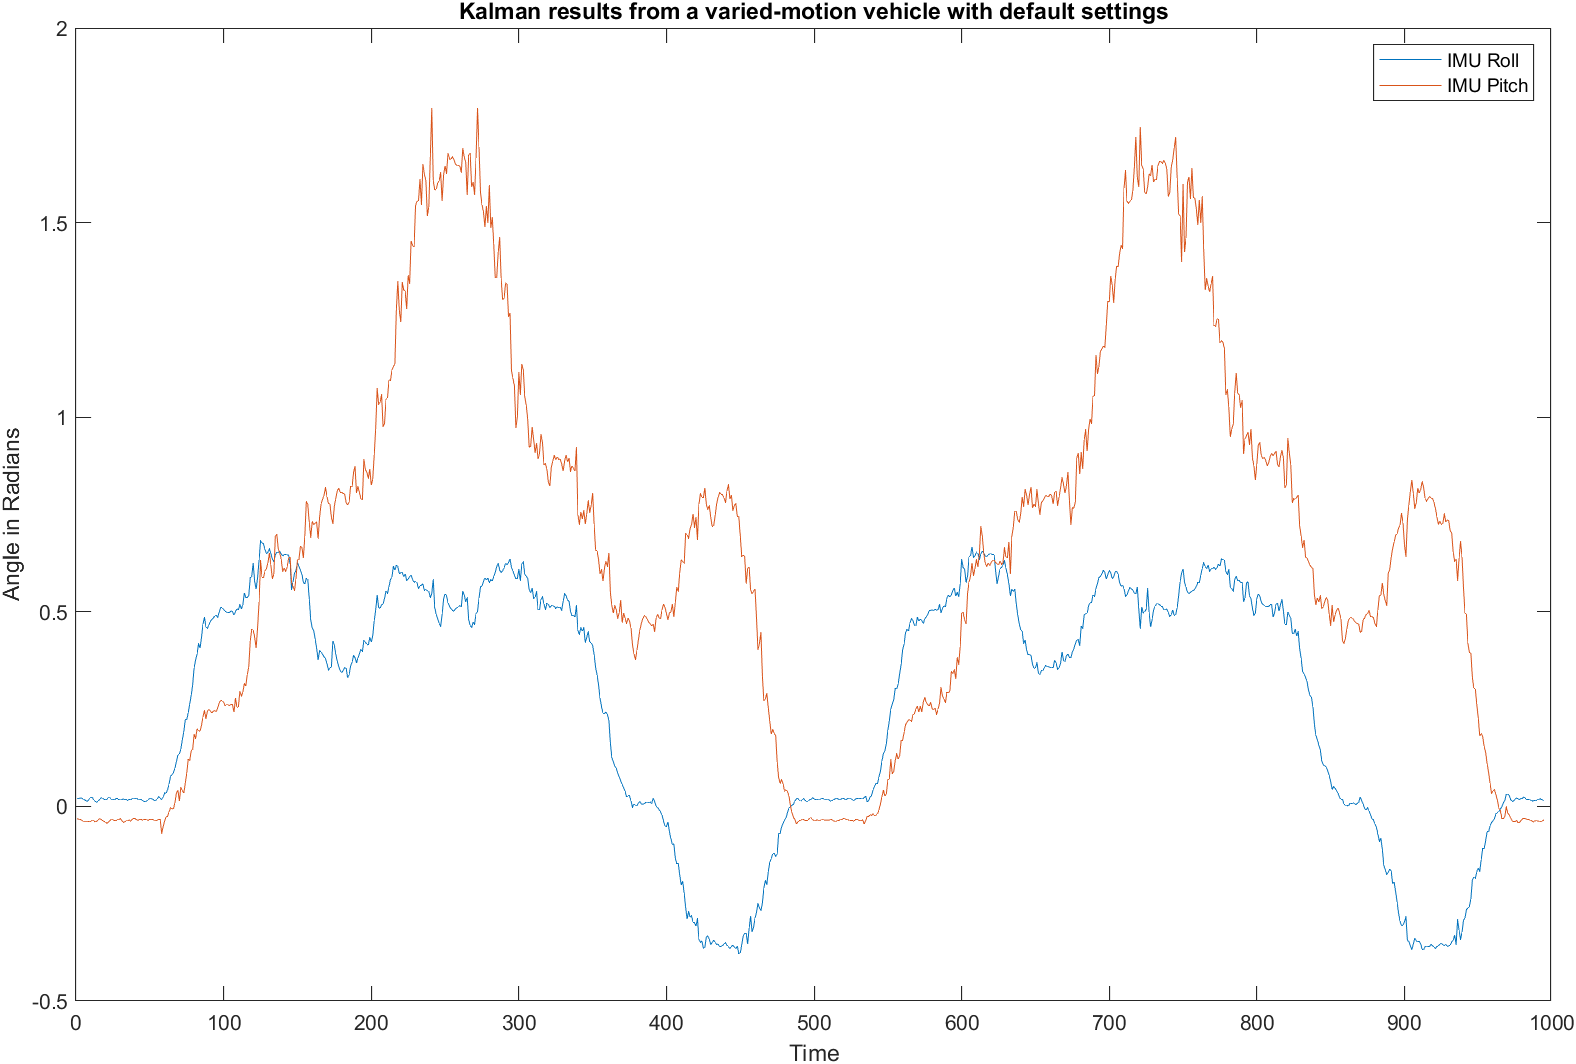 Kalman results from a varied-motion vehicle with default settings
IMU Roll
IMU Pitch
2
1.5
1
0.5
0
-0.5
Angle in Radians
0 100 200 300 400 500 600 700 800 900 1000
Time